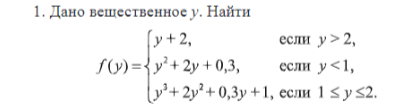 1. Дано вещественное y. Найти
y + 2, если y > 2,
f(y) = { y² + 2y + 0,3, если y < 1,
y³ + 2y² + 0,3y + 1, если 1 ≤ y ≤ 2.